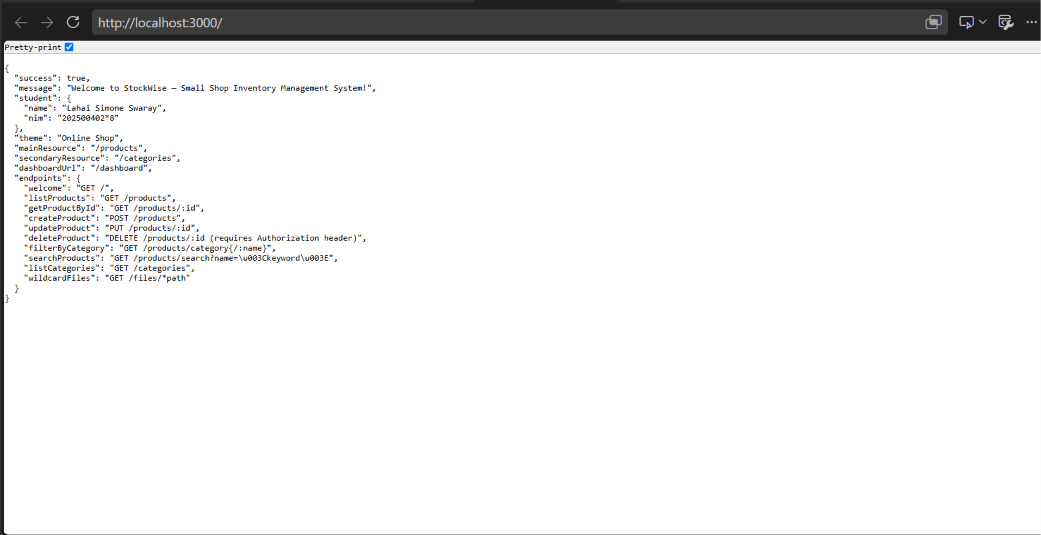 http://localhost:3000/
Pretty-print
{
  "success": true,
  "message": "Welcome to StockWise — Small Shop Inventory Management System!",
  "student": {
    "name": "Lahai Simone Swaray",
    "nim": "202500402*8"
  },
  "theme": "Online Shop",
  "mainResource": "/products",
  "secondaryResource": "/categories",
  "dashboardUrl": "/dashboard",
  "endpoints": {
    "welcome": "GET /",
    "listProducts": "GET /products",
    "getProductById": "GET /products/:id",
    "createProduct": "POST /products",
    "updateProduct": "PUT /products/:id",
    "deleteProduct": "DELETE /products/:id (requires Authorization header)",
    "filterByCategory": "GET /products/category{/:name}",
    "searchProducts": "GET /products/search?name=\u003Ckeyword\u003E",
    "listCategories": "GET /categories",
    "wildcardFiles": "GET /files/*path"
  }
}